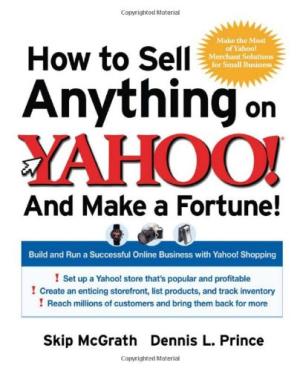 Make the Most
of Yahoo!
Merchant Solutions
for Small Business
How to Sell
Anything on
YAHOO!
And Make a Fortune!
Build and Run a Successful Online Business with Yahoo! Shopping
! Set up a Yahoo! store that's popular and profitable
! Create an enticing storefront, list products, and track inventory
! Reach millions of customers and bring them back for more
Skip McGrath Dennis L. Prince
Copyrighted Material
Copyrighted Material